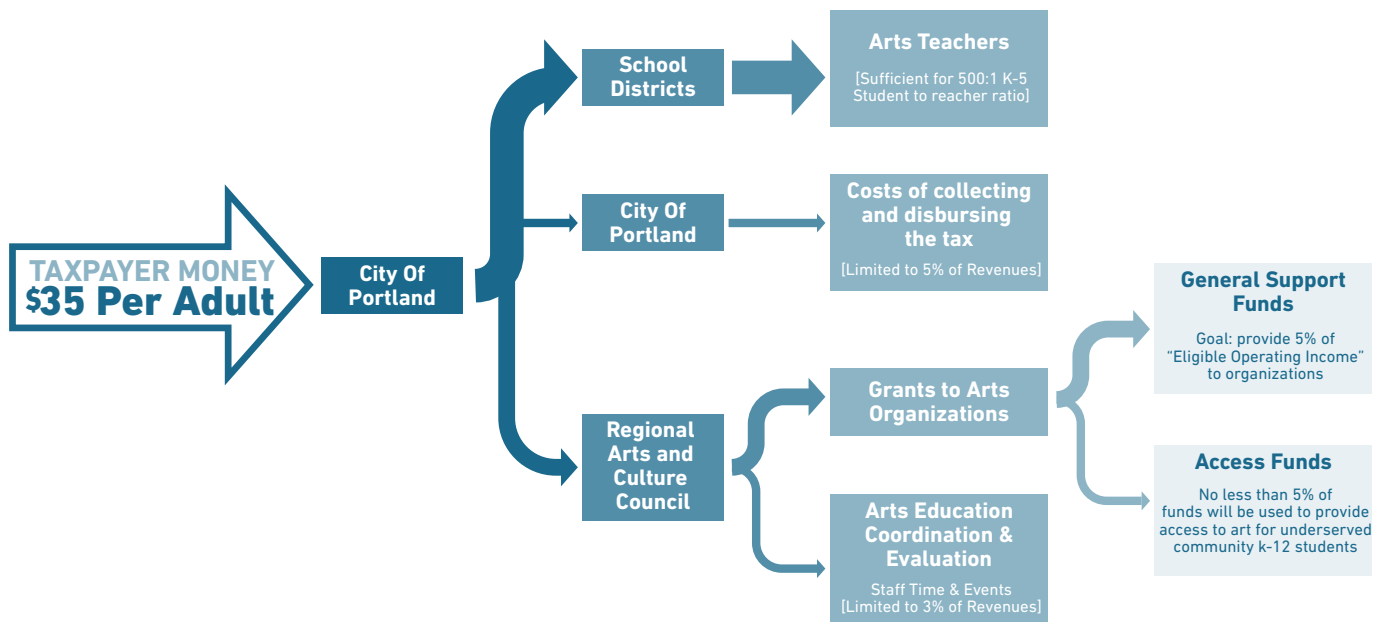 TAXPAYER MONEY
$35 Per Adult
City Of
Portland
School
Districts
Arts Teachers
[Sufficient for 500:1 K-5
Student to reacher ratio]
City Of
Portland
Costs of collecting
and disbursing
the tax
[Limited to 5% of Revenues]
Regional
Arts and
Culture
Council
Grants to Arts
Organizations
General Support
Funds
Goal: provide 5% of
“Eligible Operating Income”
to organizations
Access Funds
No less than 5% of
funds will be used to provide
access to art for underserved
community k-12 students
Arts Education
Coordination &
Evaluation
Staff Time & Events
[Limited to 3% of Revenues]